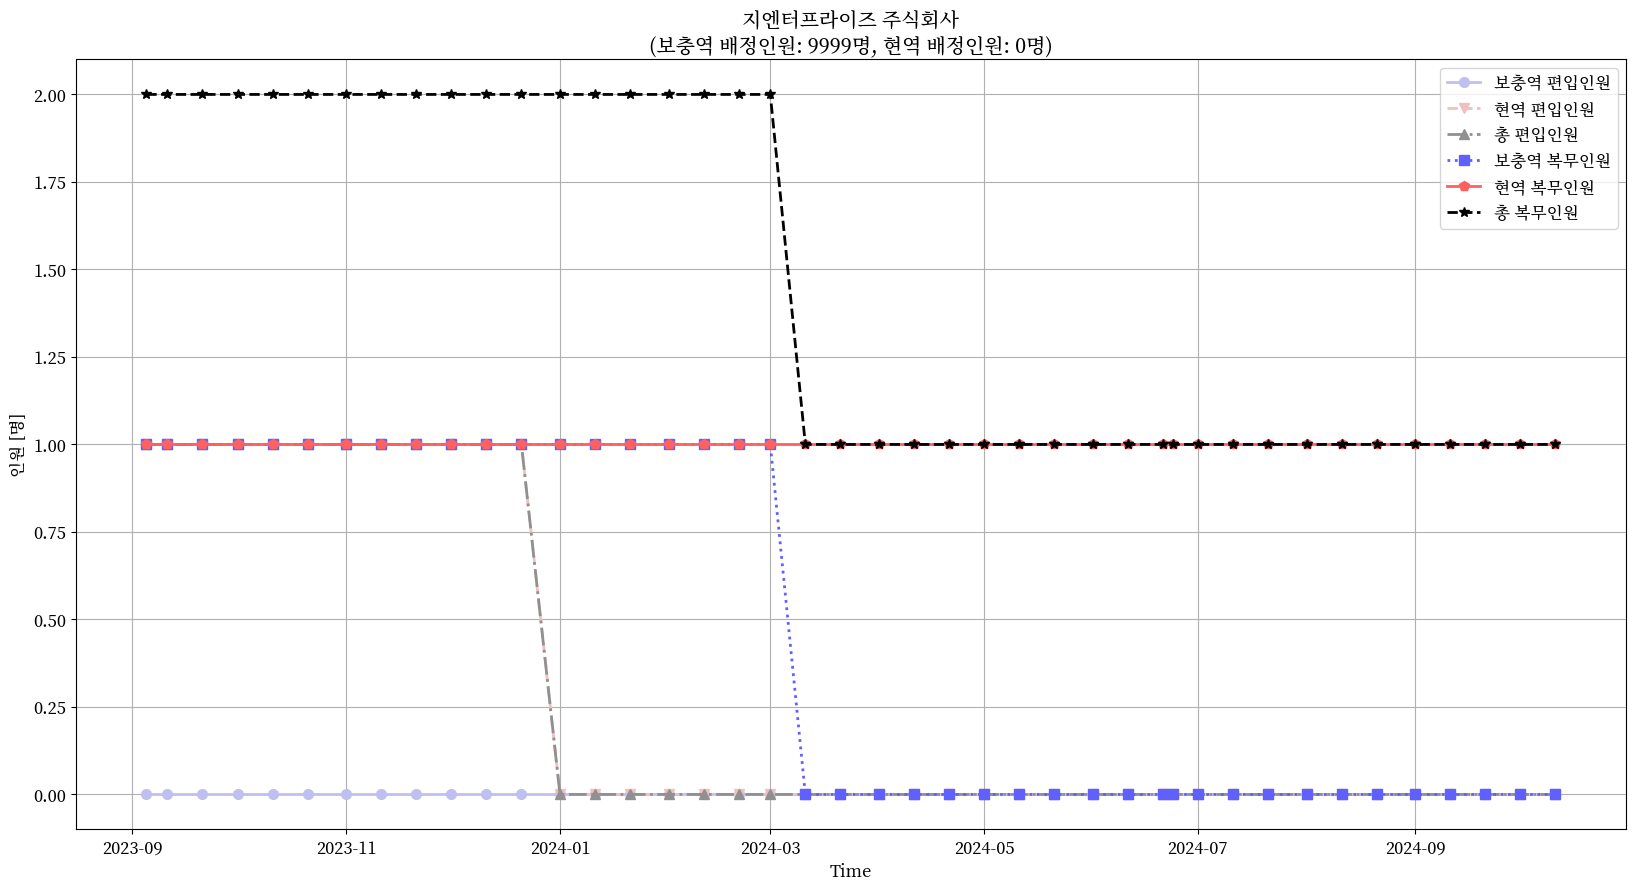 지엔터프라이즈 주식회사
(보충역 배정인원: 9999명, 현역 배정인원: 0명)
보충역 편입인원
현역 편입인원
총 편입인원
보충역 복무인원
현역 복무인원
총 복무인원
인원 [명]
2.00
1.75
1.50
1.25
1.00
0.75
0.50
0.25
0.00
2023-09 2023-11 2024-01 2024-03 2024-05 2024-07 2024-09
Time